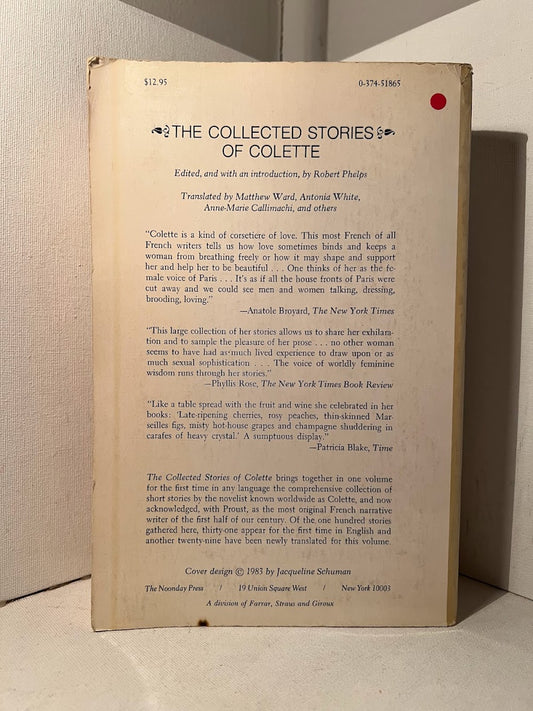 $12.95 0-374-51865
THE COLLECTED STORIES
OF COLETTE
Edited, and with an introduction, by Robert Phelps
Translated by Matthew Ward, Antonia White,
Anne-Marie Callimachi, and others
“Colette is a kind of corsetiere of love. This most French of all
French writers tells us how love sometimes binds and keeps a
woman from breathing freely or how it may shape and support
her and help her to be beautiful . . . One thinks of her as the fe-
male voice of Paris . . . It's as if all the house fronts of Paris were
cut away and we could see men and women talking, dressing,
brooding, loving.”
—Anatole Broyard, The New York Times
“This large collection of her stories allows us to share her exhilara-
tion and to sample the pleasure of her prose . . . no other woman
seems to have had as much lived experience to draw upon or as
much sexual sophistication . . . The voice of worldly feminine
wisdom runs through her stories.”
—Phyllis Rose, The New York Times Book Review
“Like a table spread with the fruit and wine she celebrated in her
books: ‘Late-ripening cherries, rosy peaches, thin-skinned Mar-
seilles figs, misty hot-house grapes and champagne shuddering in
carafes of heavy crystal.’ A sumptuous display.”
—Patricia Blake, Time
The Collected Stories of Colette brings together in one volume
for the first time in any language the comprehensive collection of
short stories by the novelist known worldwide as Colette, and now
acknowledged, with Proust, as the most original French narrative
writer of the first half of our century. Of the one hundred stories
gathered here, thirty-one appear for the first time in English and
another twenty-nine have been newly translated for this volume.
Cover design © 1983 by Jacqueline Schuman
The Noonday Press / 19 Union Square West / New York 10003
A division of Farrar, Straus and Giroux